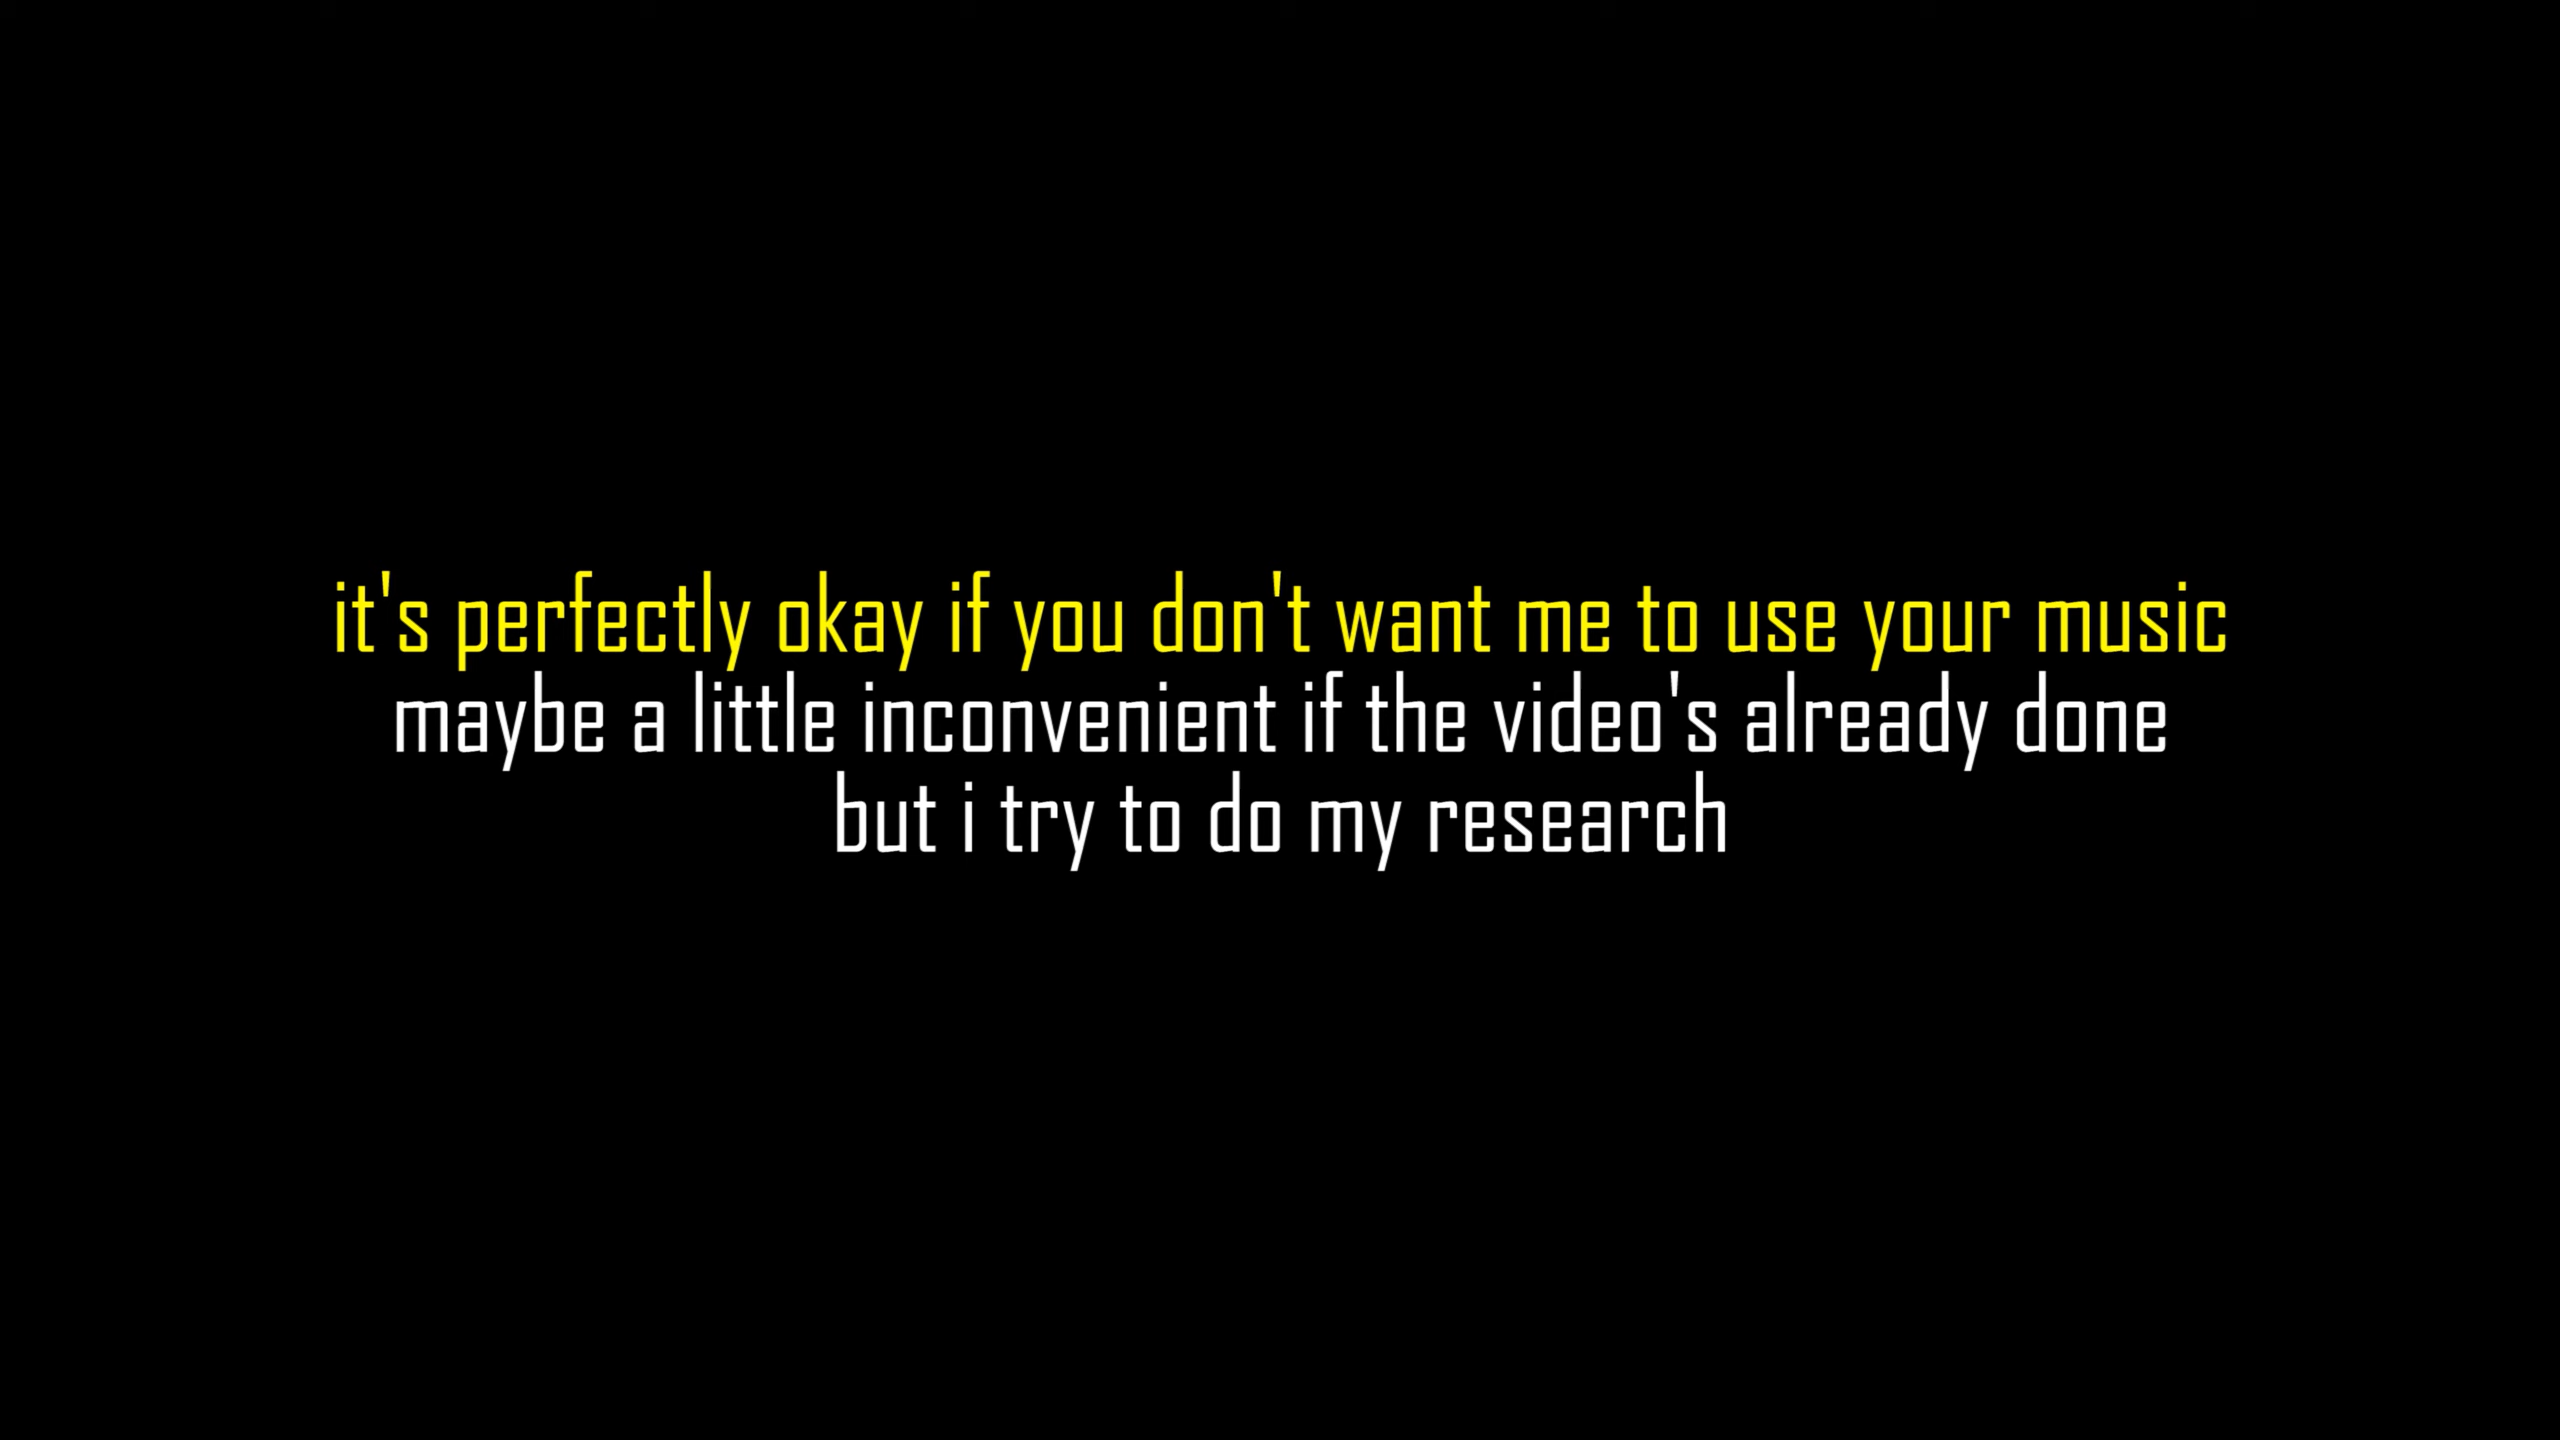 it's perfectly okay if you don't want me to use your music
maybe a little inconvenient if the video's already done
but i try to do my research